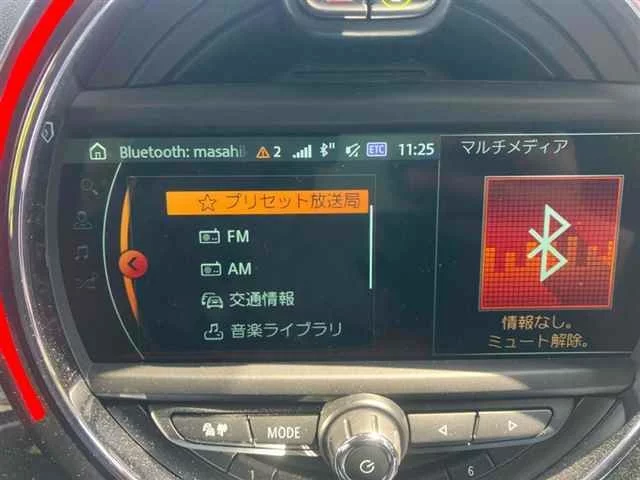 Bluetooth: masahi 2 ETC 11:25
マルチメディア
プリセット放送局
FM
AM
交通情報
音楽ライブラリ
情報なし。
ミュート解除。
MODE
1 6